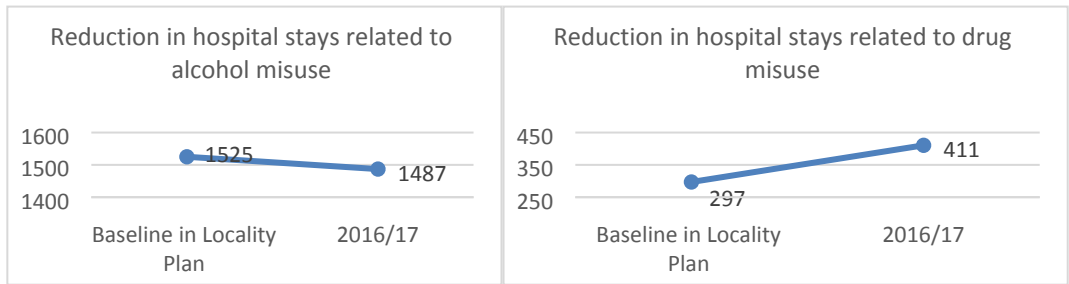 Reduction in hospital stays related to
alcohol misuse
1600
1500
1400
1525
1487
Baseline in Locality
Plan
2016/17
Reduction in hospital stays related to drug
misuse
450
350
250
297
411
Baseline in Locality
Plan
2016/17